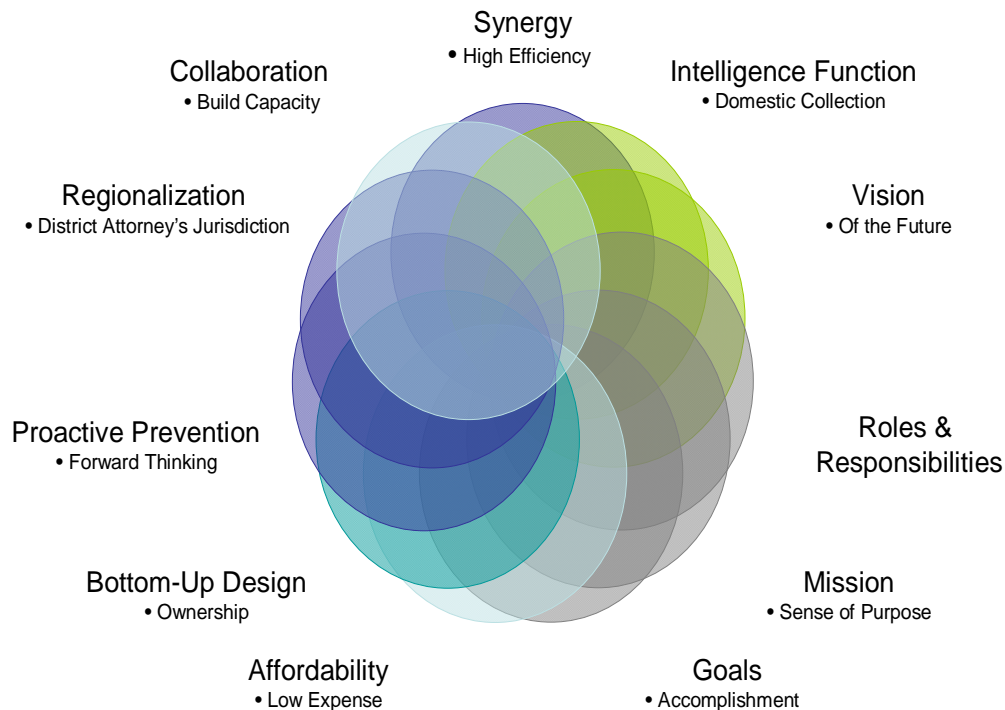 Synergy
• High Efficiency
Collaboration
• Build Capacity
Intelligence Function
• Domestic Collection
Regionalization
• District Attorney’s Jurisdiction
Vision
• Of the Future
Proactive Prevention
• Forward Thinking
Roles &
Responsibilities
Bottom-Up Design
• Ownership
Mission
• Sense of Purpose
Affordability
• Low Expense
Goals
• Accomplishment